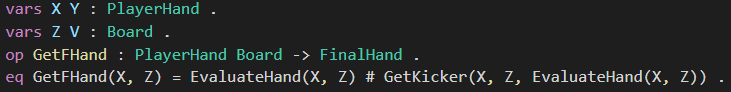 vars X Y : PlayerHand .
vars Z V : Board .
op GetFHand : PlayerHand Board -> FinalHand .
eq GetFHand(X, Z) = EvaluateHand(X, Z) # GetKicker(X, Z, EvaluateHand(X, Z)) .